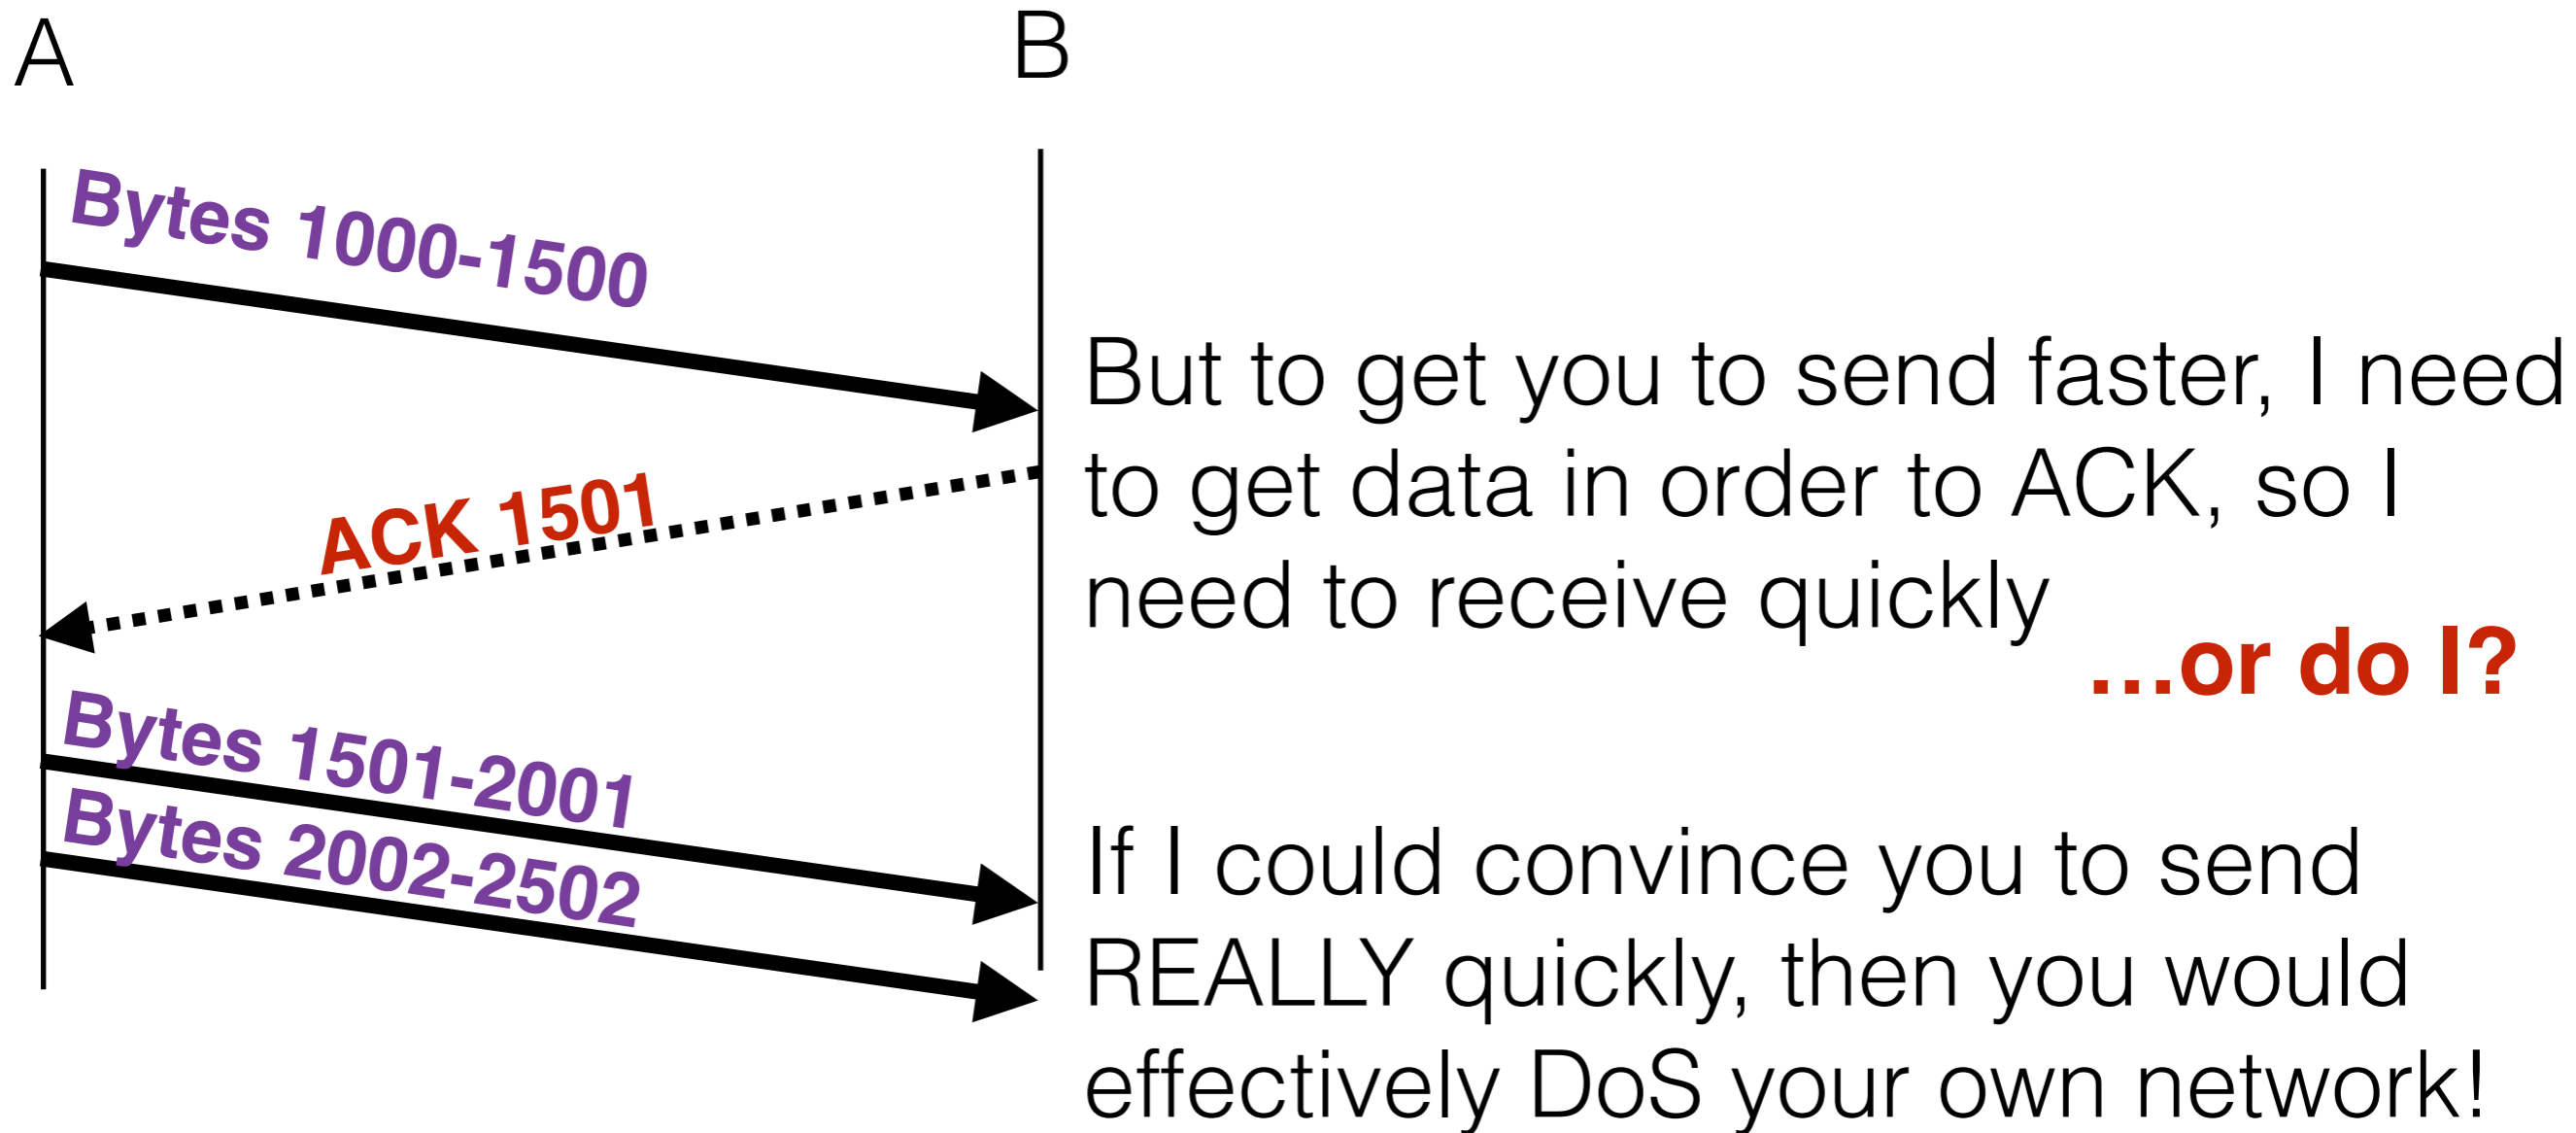 A
B
Bytes 1000-1500
But to get you to send faster, I need
to get data in order to ACK, so I
need to receive quickly
...or do I?
ACK 1501
Bytes 1501-2001
Bytes 2002-2502
If I could convince you to send
REALLY quickly, then you would
effectively DoS your own network!